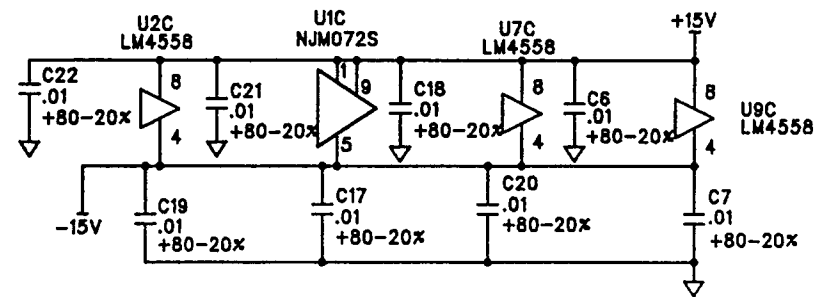 U2C
LM4558
U1C
NJM072S
U7C
LM4558
+15V
C22
.01
+80-20%
8
4
C21
.01
+80-20%
1
9
5
C18
.01
+80-20%
8
4
C6
.01
+80-20%
8
4
U9C
LM4558
-15V
C19
.01
+80-20%
C17
.01
+80-20%
C20
.01
+80-20%
C7
.01
+80-20%